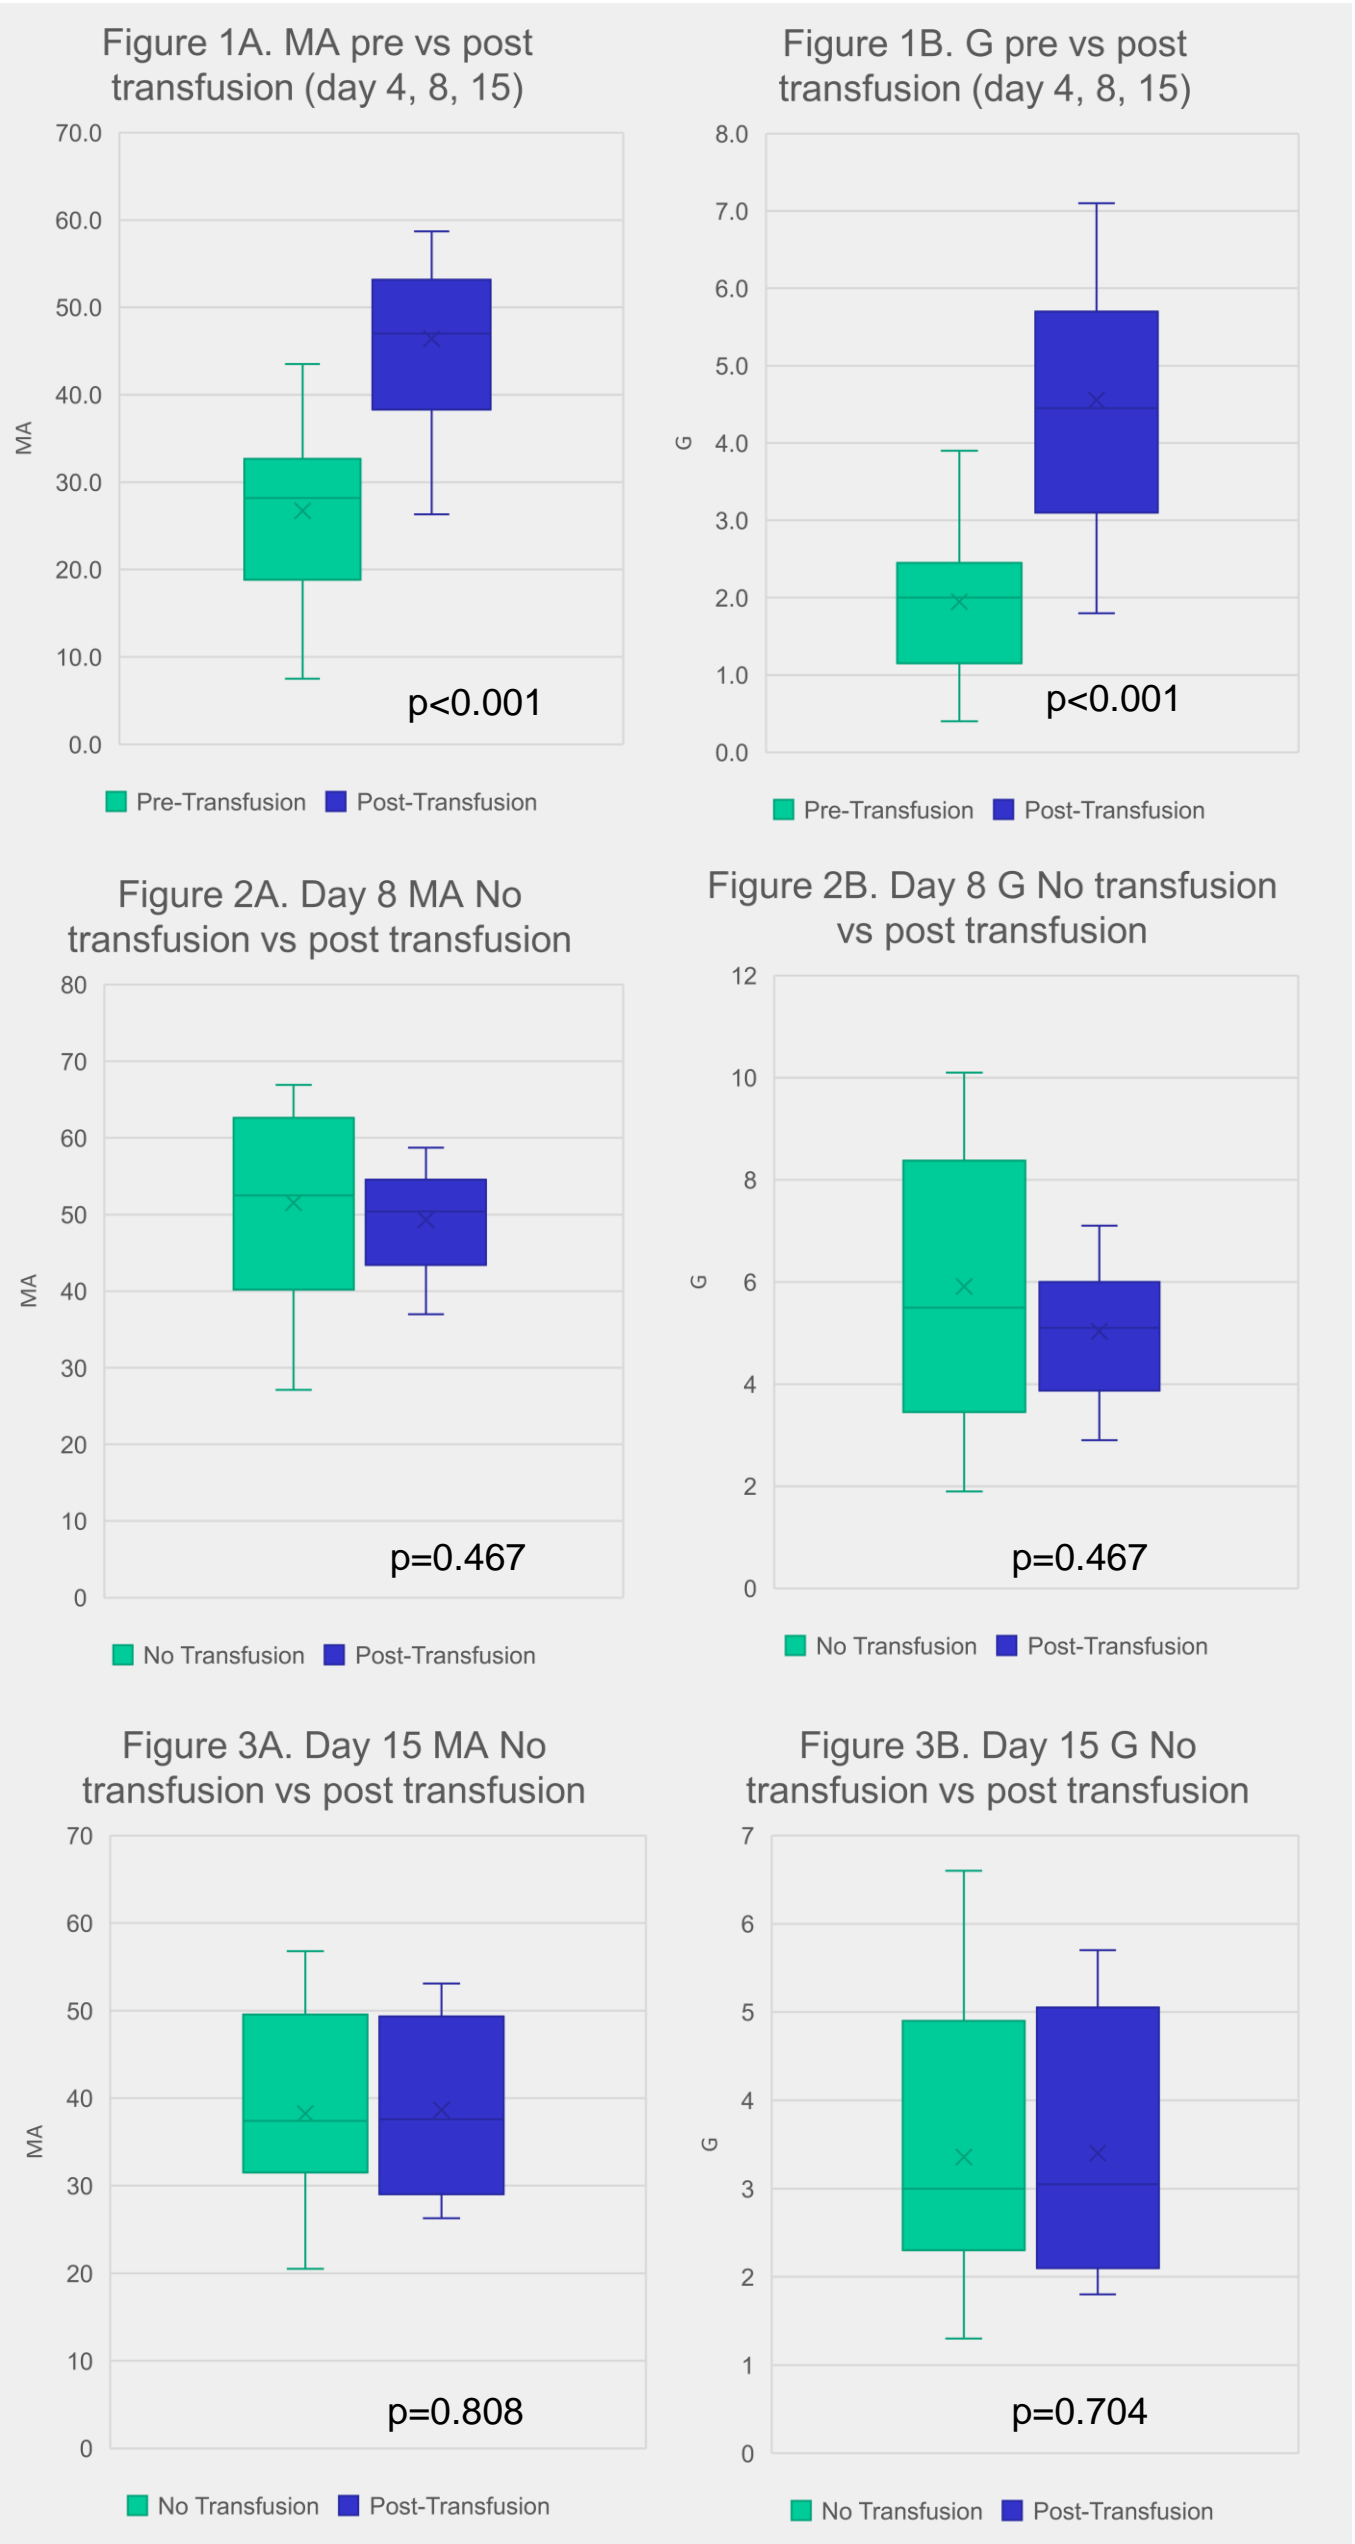 Figure 1A. MA pre vs post
transfusion (day 4, 8, 15)
70.0
60.0
50.0
40.0
30.0
20.0
10.0
0.0
MA
p<0.001
Pre-Transfusion Post-Transfusion
Figure 1B. G pre vs post
transfusion (day 4, 8, 15)
8.0
7.0
6.0
5.0
4.0
3.0
2.0
1.0
0.0
G
p<0.001
Pre-Transfusion Post-Transfusion
Figure 2A. Day 8 MA No
transfusion vs post transfusion
80
70
60
50
40
30
20
10
0
MA
p=0.467
No Transfusion Post-Transfusion
Figure 2B. Day 8 G No transfusion
vs post transfusion
12
10
8
6
4
2
0
G
p=0.467
No Transfusion Post-Transfusion
Figure 3A. Day 15 MA No
transfusion vs post transfusion
70
60
50
40
30
20
10
0
MA
p=0.808
No Transfusion Post-Transfusion
Figure 3B. Day 15 G No
transfusion vs post transfusion
7
6
5
4
3
2
1
0
G
p=0.704
No Transfusion Post-Transfusion